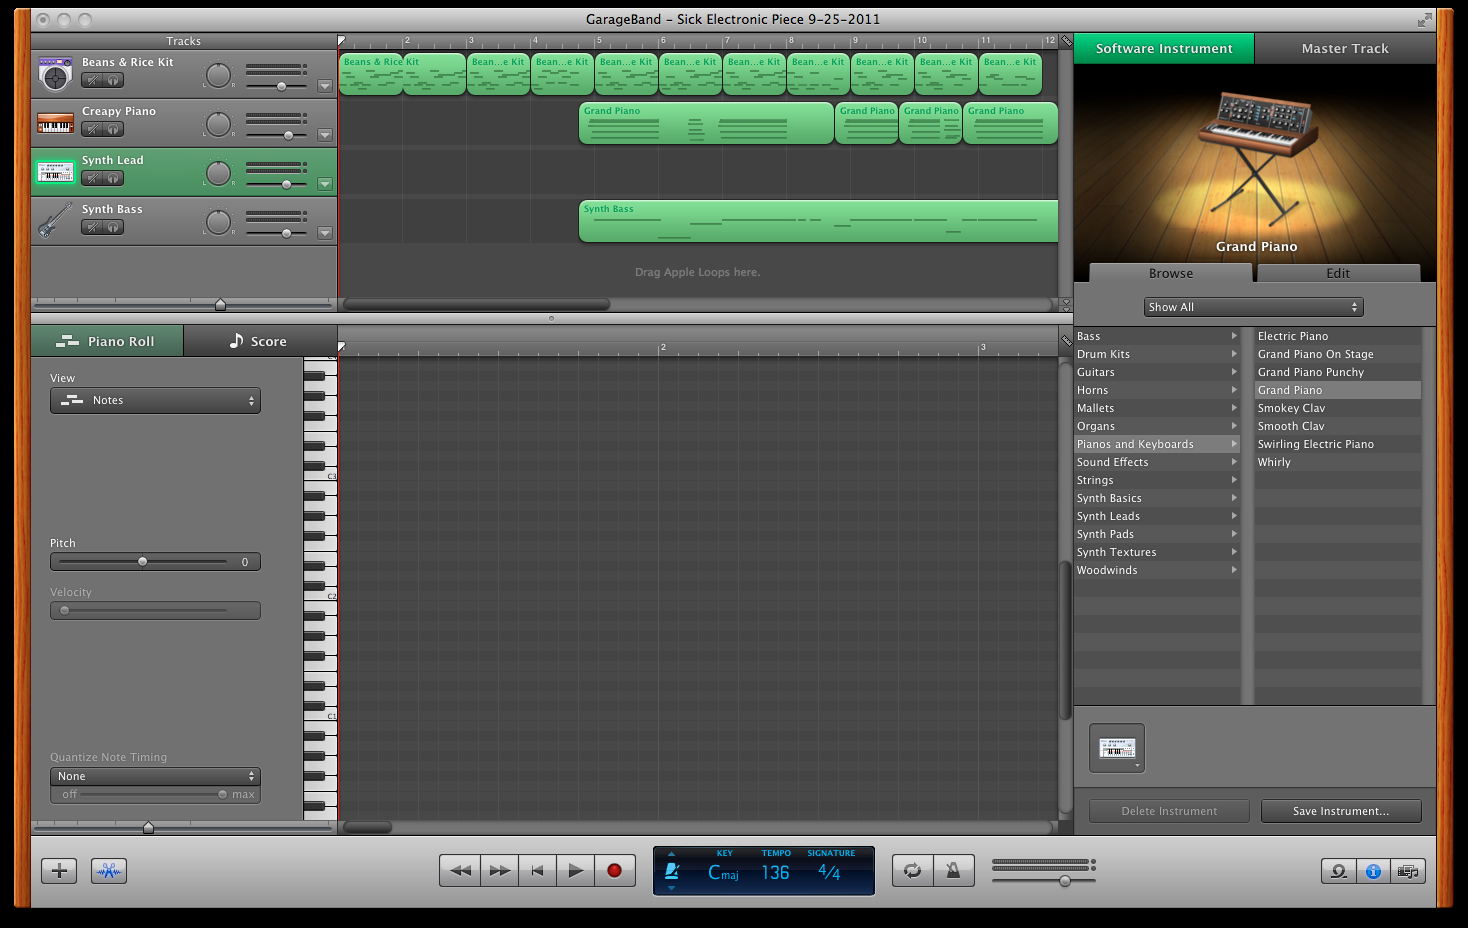 GarageBand – Sick Electronic Piece 9-25-2011
Tracks
2 3 4 5 6 7 8 9 10 11 12
Software Instrument
Master Track
Beans & Rice Kit
L R
Beans & Rice Kit
Bean...e Kit
Bean...e Kit
Bean...e Kit
Bean...e Kit
Bean...e Kit
Bean...e Kit
Bean...e Kit
Bean...e Kit
Bean...e Kit
Creapy Piano
L R
Grand Piano
Grand Piano
Grand Piano
Grand Piano
Synth Lead
L R
Synth Bass
L R
Synth Bass
Drag Apple Loops here.
Grand Piano
Browse
Edit
Show All
Piano Roll
Score
2 3
View
Notes
C3
Pitch
0
Velocity
C2
C1
Quantize Note Timing
None
off max
Bass
Drum Kits
Guitars
Horns
Mallets
Organs
Pianos and Keyboards
Sound Effects
Strings
Synth Basics
Synth Leads
Synth Pads
Synth Textures
Woodwinds
Electric Piano
Grand Piano On Stage
Grand Piano Punchy
Grand Piano
Smokey Clav
Smooth Clav
Swirling Electric Piano
Whirly
Delete Instrument
Save Instrument...
KEY TEMPO SIGNATURE
Cmaj 136 4/4